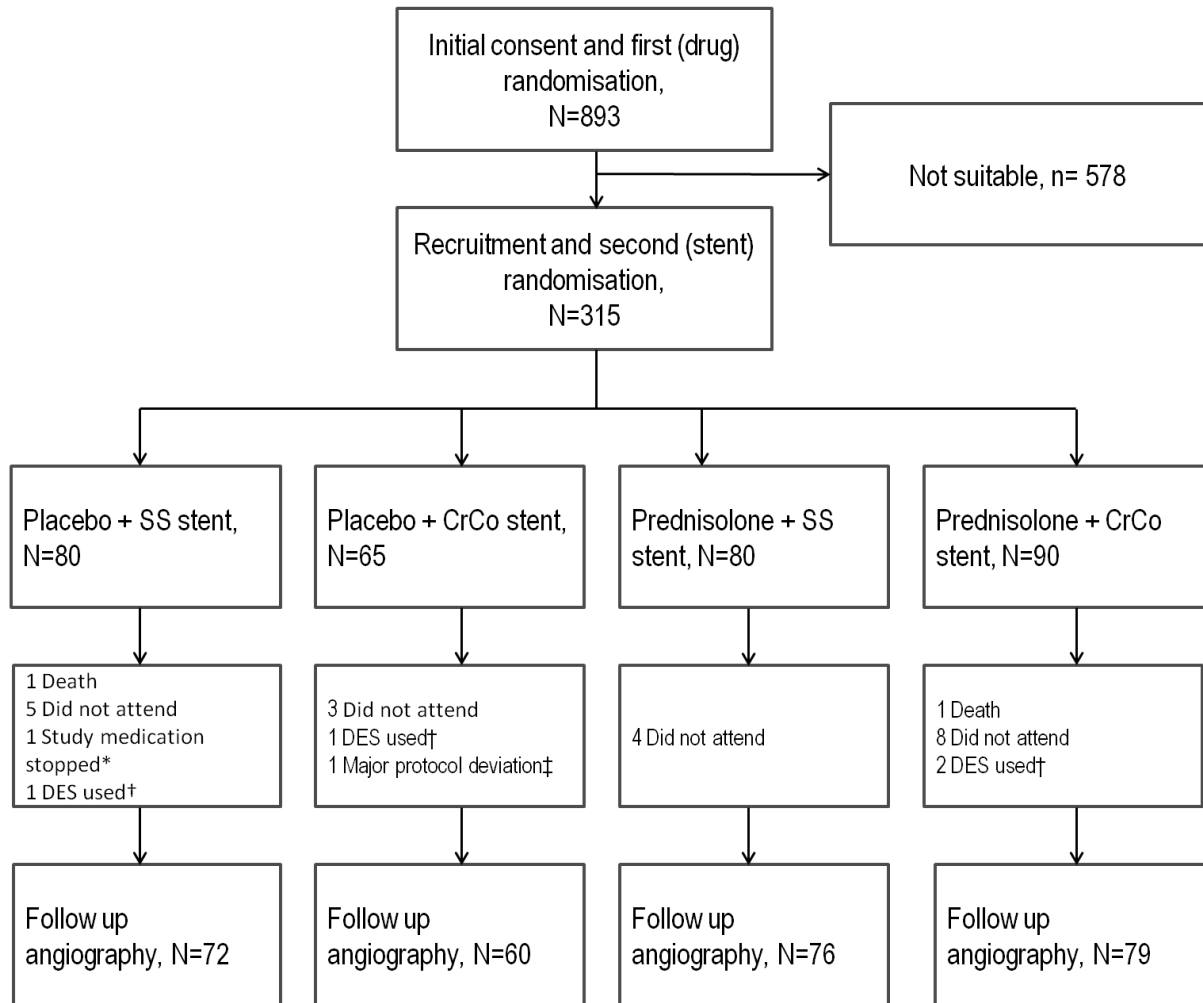 Initial consent and first (drug)
randomisation,
N=893
Not suitable, n= 578
Recruitment and second (stent)
randomisation,
N=315
Placebo + SS stent,
N=80
Placebo + CrCo stent,
N=65
Prednisolone + SS
stent, N=80
Prednisolone + CrCo
stent, N=90
1 Death
5 Did not attend
1 Study medication
stopped*
1 DES used†
3 Did not attend
1 DES used†
1 Major protocol deviation‡
4 Did not attend
1 Death
8 Did not attend
2 DES used†
Follow up
angiography, N=72
Follow up
angiography, N=60
Follow up
angiography, N=76
Follow up
angiography, N=79